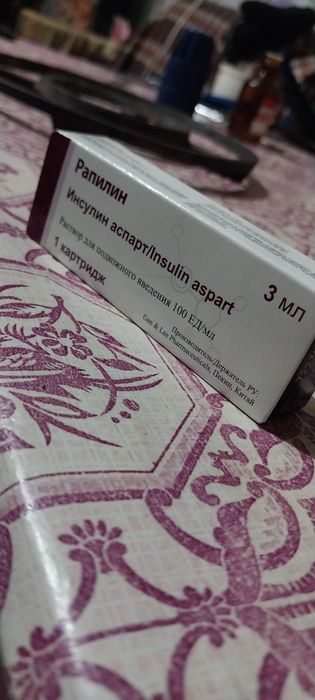 Рапилин
Инсулин аспарт/Insulin aspart
Раствор для подкожного введения 100 ЕД/мл
1 картридж
3 мл
Производитель/Держатель РУ:
Gan & Lee Pharmaceuticals, Пекин, Китай